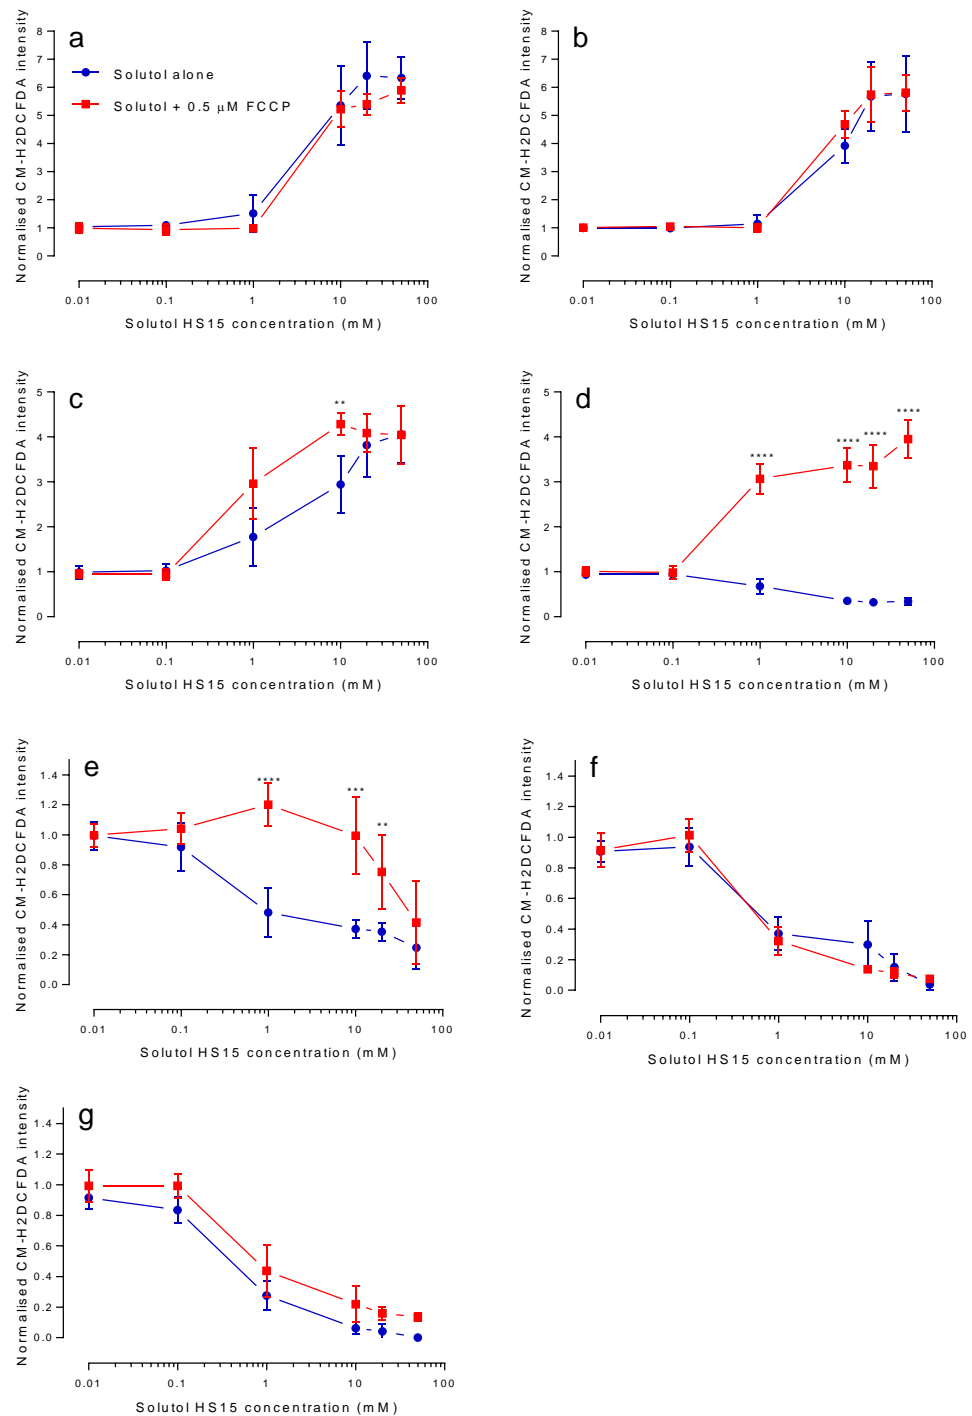 a
Normalised CM-H2DCFDA intensity
8
7
6
5
4
3
2
1
0
Solutol alone
Solutol + 0.5 µM FCCP
0.01 0.1 1 10 100
Solutol HS15 concentration (mM)
b
Normalised CM-H2DCFDA intensity
8
7
6
5
4
3
2
1
0
0.01 0.1 1 10 100
Solutol HS15 concentration (mM)
c
Normalised CM-H2DCFDA intensity
5
4
3
2
1
0
**
0.01 0.1 1 10 100
Solutol HS15 concentration (mM)
d
Normalised CM-H2DCFDA intensity
5
4
3
2
1
0
**** **** **** ****
0.01 0.1 1 10 100
Solutol HS15 concentration (mM)
e
Normalised CM-H2DCFDA intensity
1.4
1.2
1.0
0.8
0.6
0.4
0.2
0.0
**** *** **
0.01 0.1 1 10 100
Solutol HS15 concentration (mM)
f
Normalised CM-H2DCFDA intensity
1.4
1.2
1.0
0.8
0.6
0.4
0.2
0.0
0.01 0.1 1 10 100
Solutol HS15 concentration (mM)
g
Normalised CM-H2DCFDA intensity
1.4
1.2
1.0
0.8
0.6
0.4
0.2
0.0
0.01 0.1 1 10 100
Solutol HS15 concentration (mM)